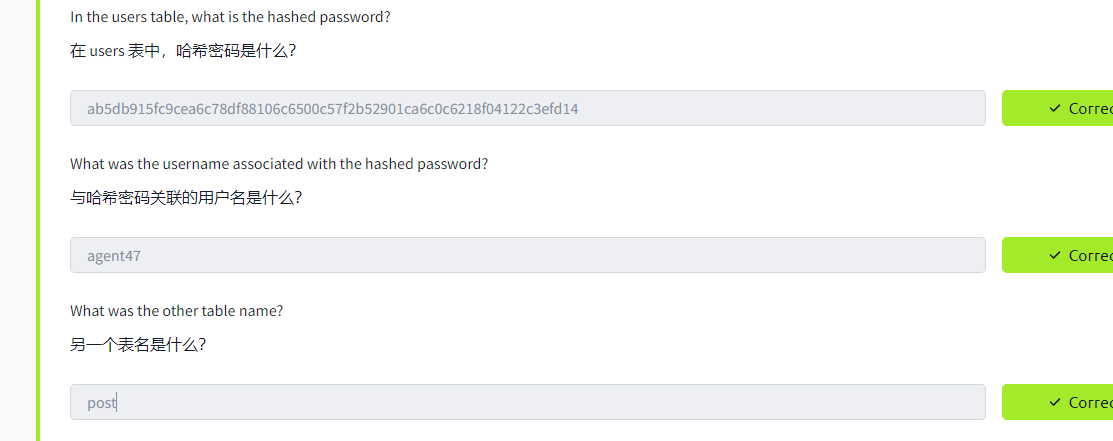 In the users table, what is the hashed password?
在 users 表中，哈希密码是什么？
ab5db915fc9cea6c78df88106c6500c57f2b52901ca6c0c6218f04122c3efd14
✓ Correc
What was the username associated with the hashed password?
与哈希密码关联的用户名是什么？
agent47
✓ Correc
What was the other table name?
另一个表名是什么？
post
✓ Correc